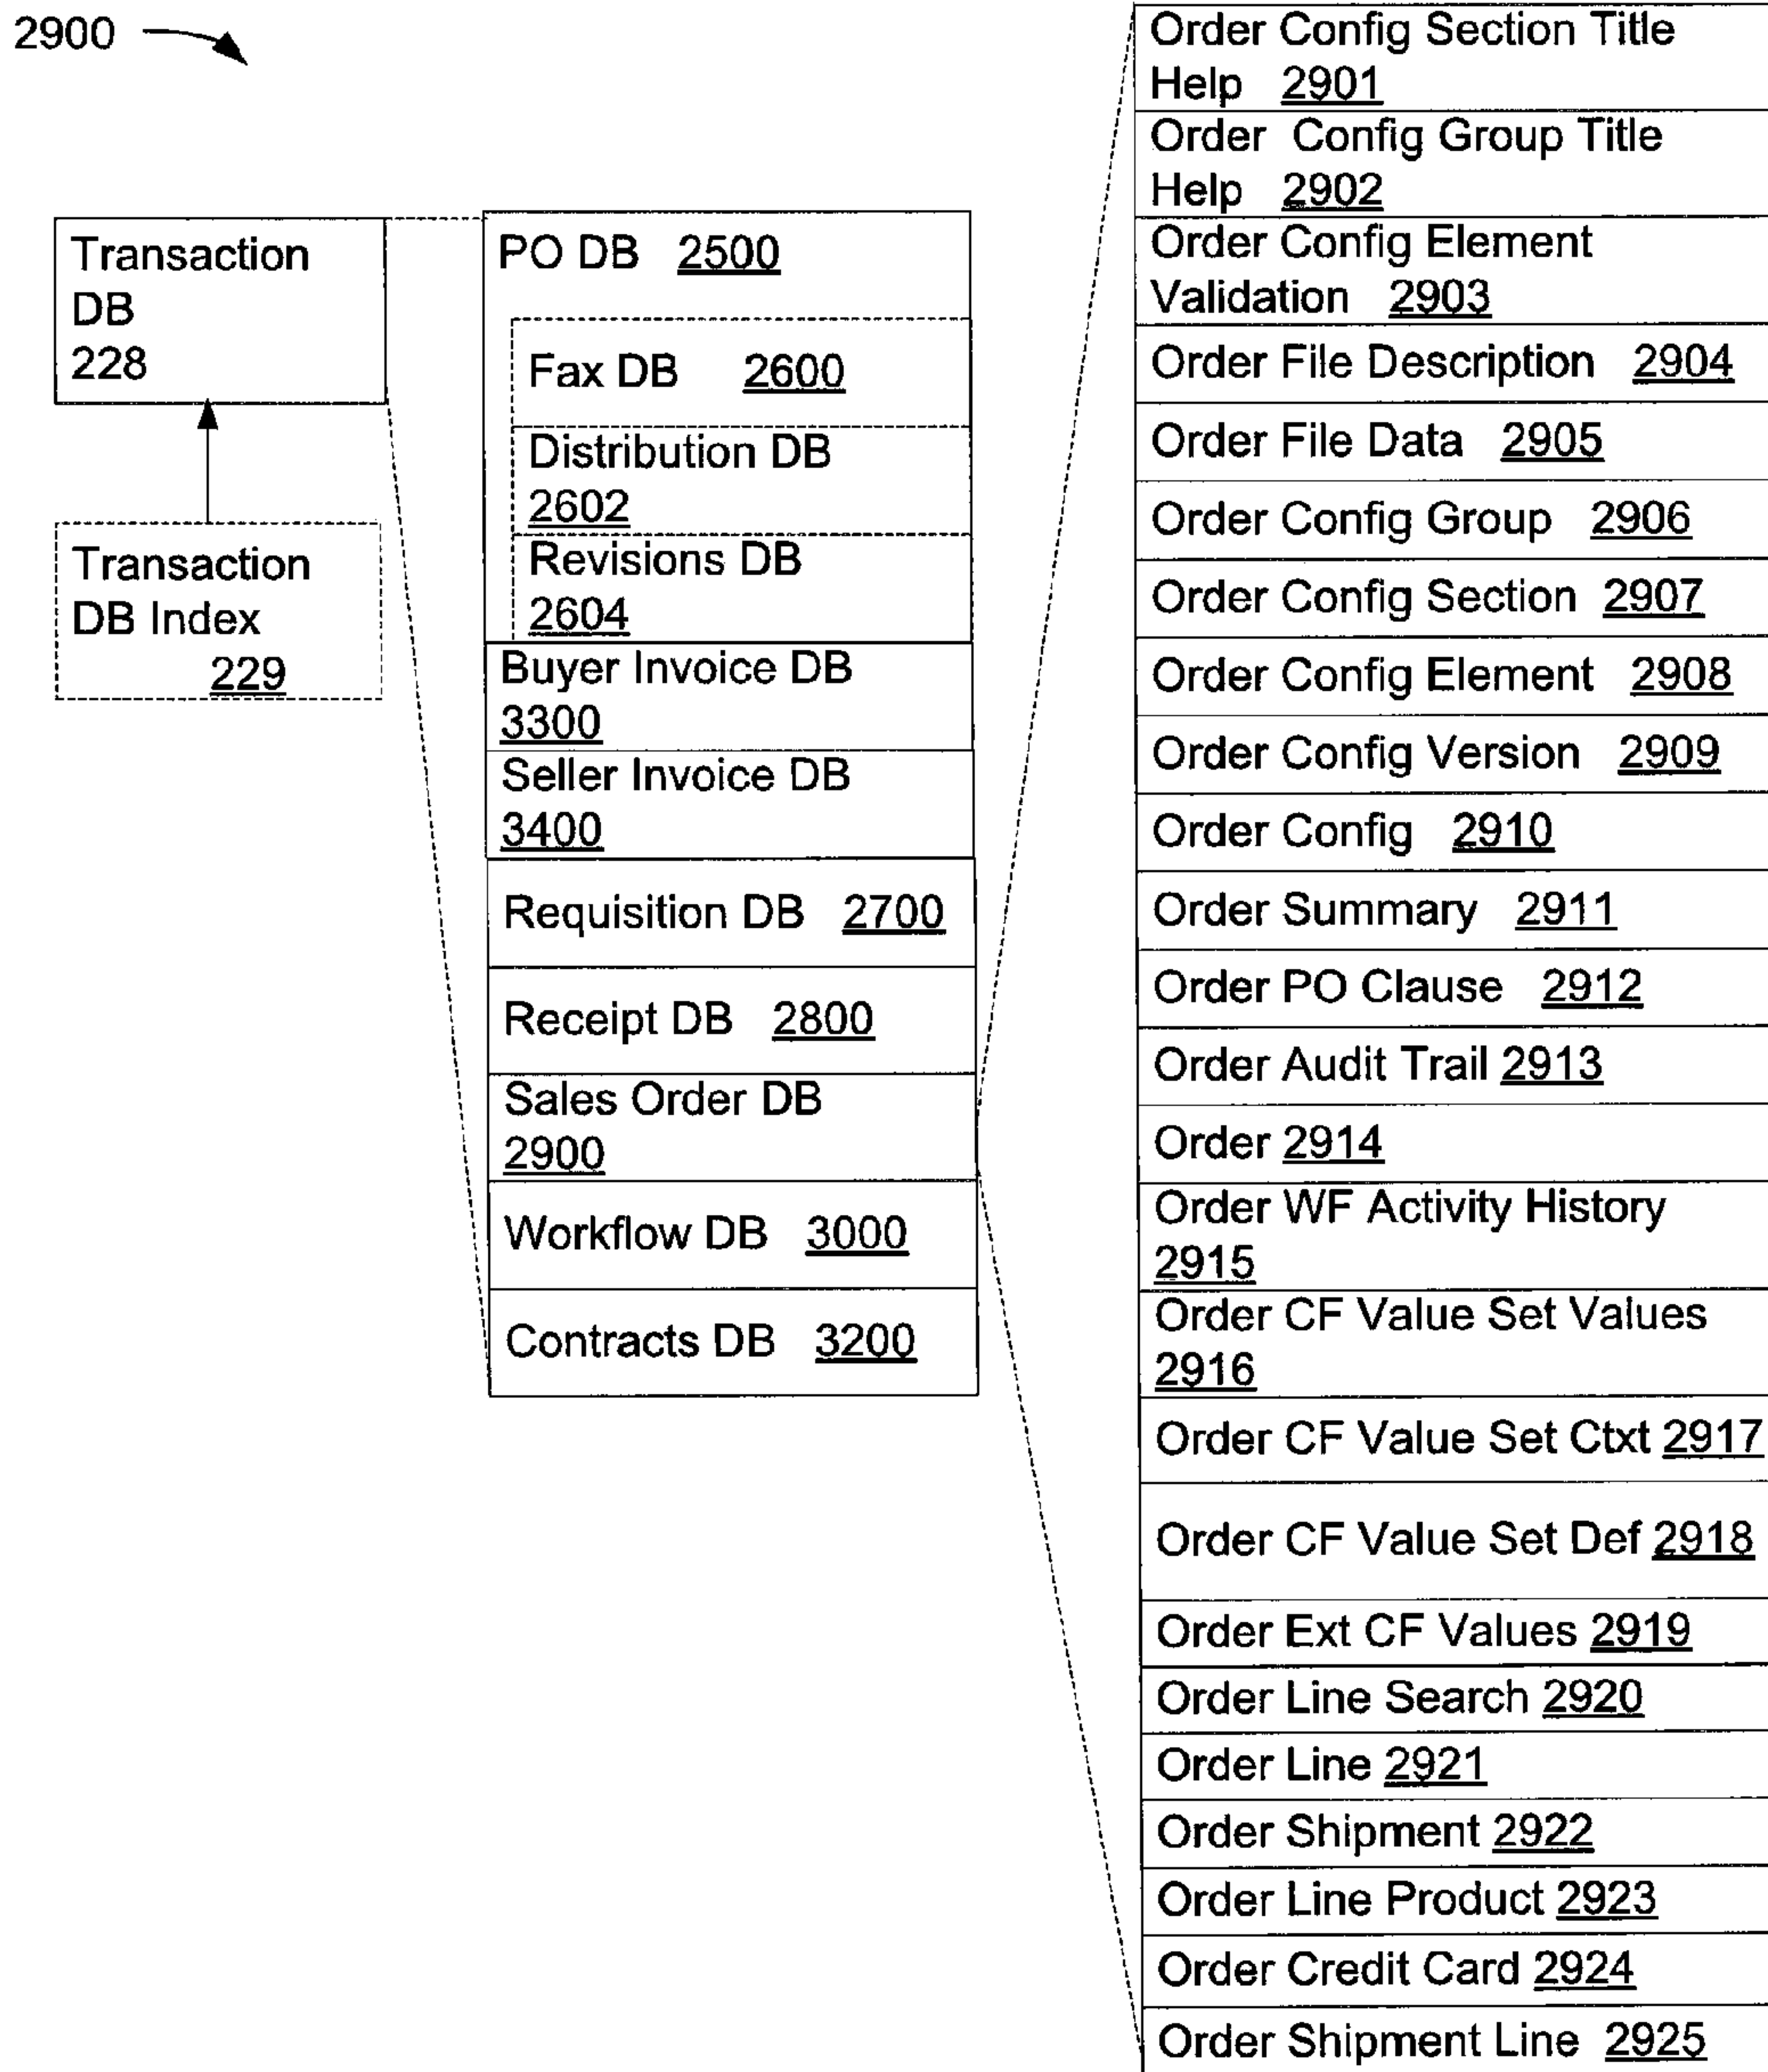 2900
Transaction
DB
228
Transaction
DB Index
229
PO DB 2500
Fax DB 2600
Distribution DB
2602
Revisions DB
2604
Buyer Invoice DB
3300
Seller Invoice DB
3400
Requisition DB 2700
Receipt DB 2800
Sales Order DB
2900
Workflow DB 3000
Contracts DB 3200
Order Config Section Title
Help 2901
Order Config Group Title
Help 2902
Order Config Element
Validation 2903
Order File Description 2904
Order File Data 2905
Order Config Group 2906
Order Config Section 2907
Order Config Element 2908
Order Config Version 2909
Order Config 2910
Order Summary 2911
Order PO Clause 2912
Order Audit Trail 2913
Order 2914
Order WF Activity History
2915
Order CF Value Set Values
2916
Order CF Value Set Ctxt 2917
Order CF Value Set Def 2918
Order Ext CF Values 2919
Order Line Search 2920
Order Line 2921
Order Shipment 2922
Order Line Product 2923
Order Credit Card 2924
Order Shipment Line 2925